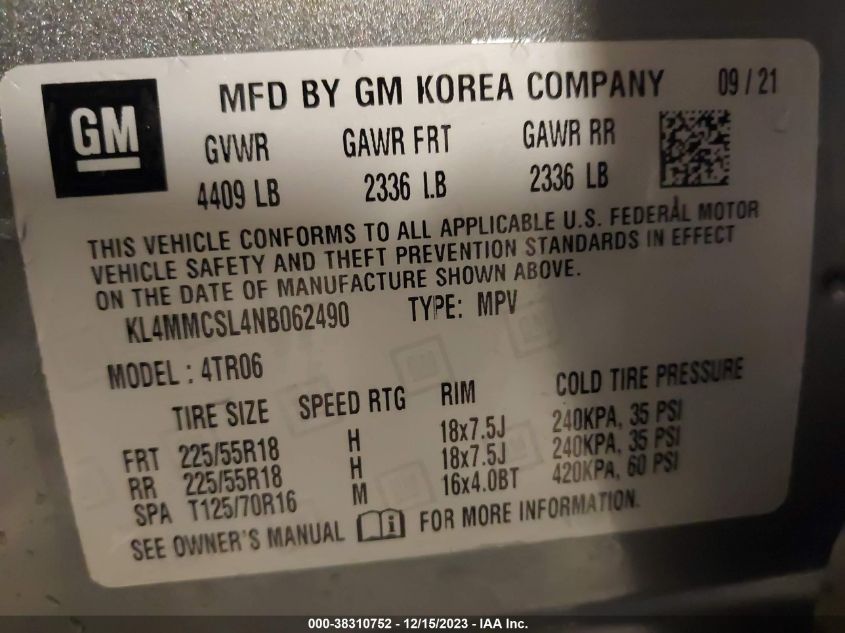 GM
MFD BY GM KOREA COMPANY 09 / 21
GVWR GAWR FRT GAWR RR
4409 LB 2336 LB 2336 LB
THIS VEHICLE CONFORMS TO ALL APPLICABLE U.S. FEDERAL MOTOR
VEHICLE SAFETY AND THEFT PREVENTION STANDARDS IN EFFECT
ON THE DATE OF MANUFACTURE SHOWN ABOVE.
KL4MMCSL4NB062490 TYPE: MPV
MODEL : 4TR06
TIRE SIZE SPEED RTG RIM COLD TIRE PRESSURE
FRT 225/55R18 H 18x7.5J 240KPA, 35 PSI
RR 225/55R18 H 18x7.5J 240KPA, 35 PSI
SPA T125/70R16 M 16x4.0BT 420KPA, 60 PSI
SEE OWNER'S MANUAL FOR MORE INFORMATION.
000-38310752 - 12/15/2023 - IAA Inc.